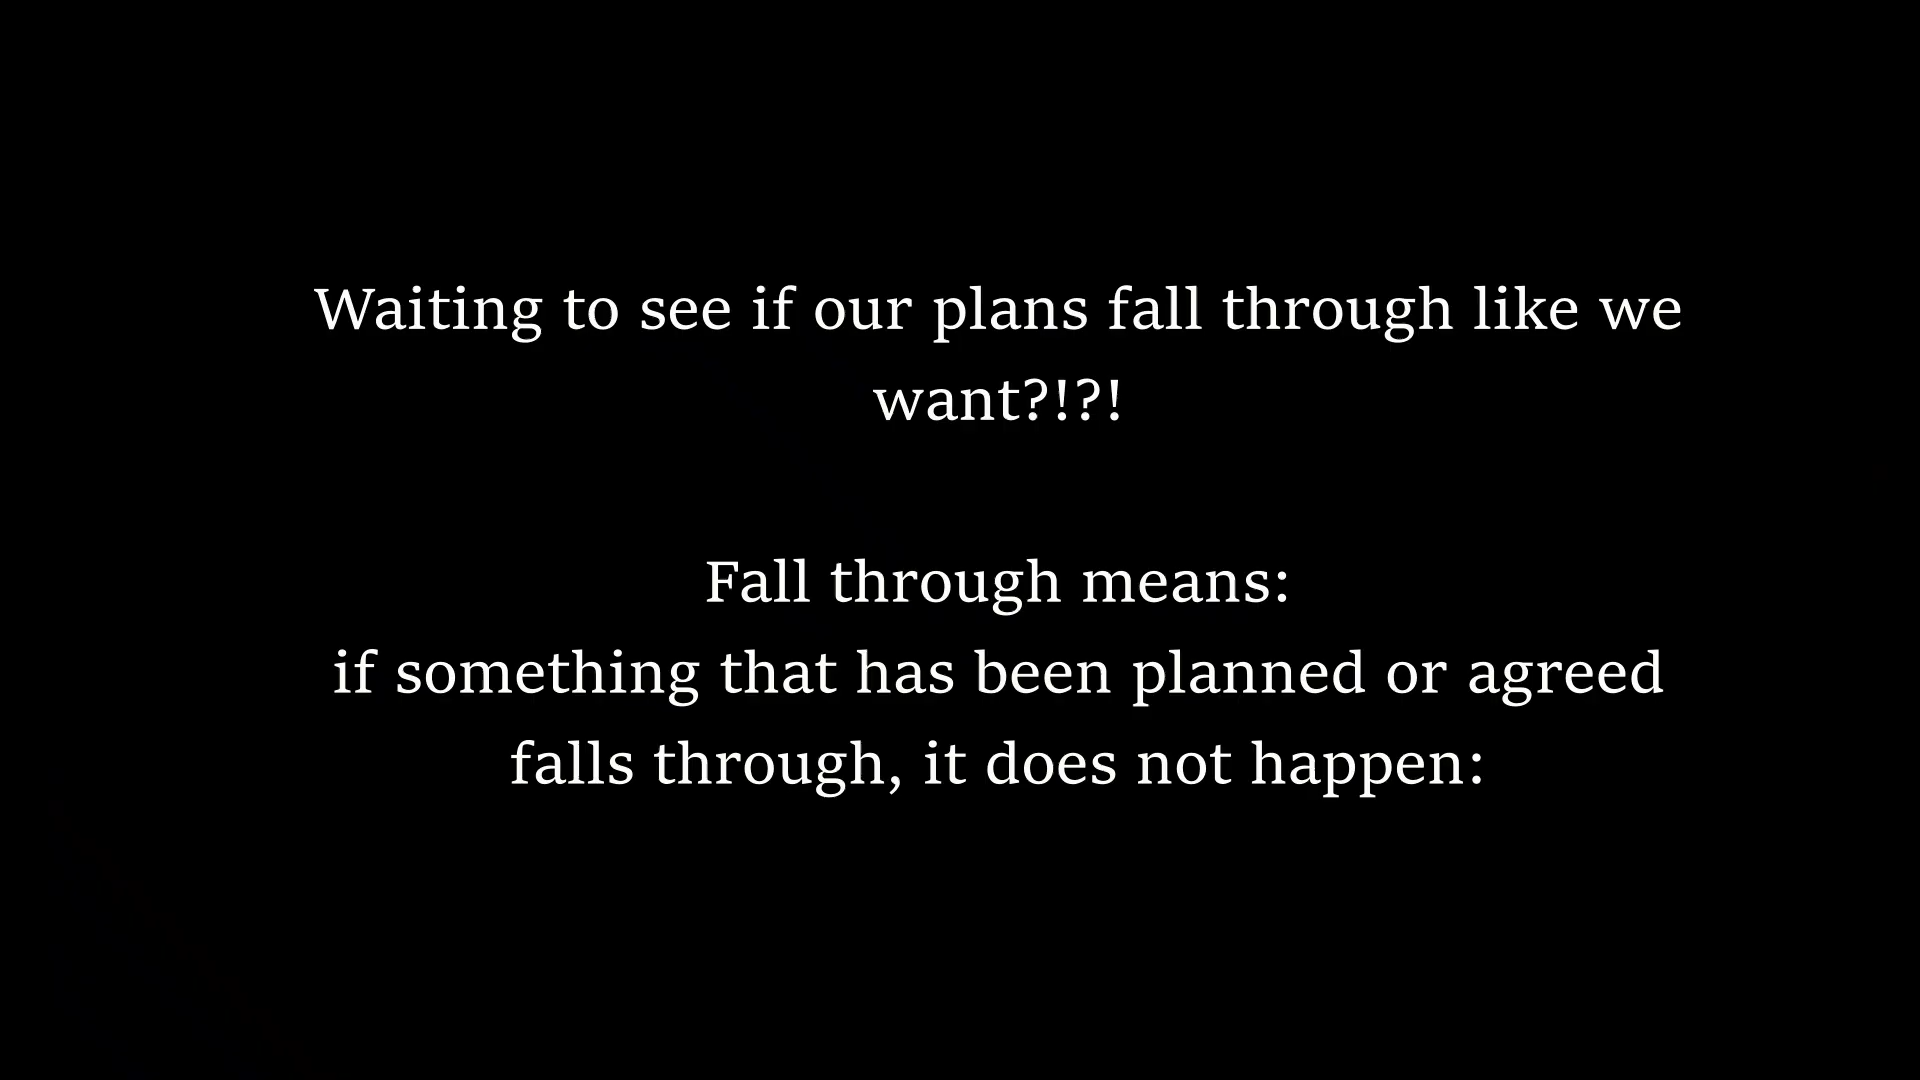 Waiting to see if our plans fall through like we
want?!?!
Fall through means:
if something that has been planned or agreed
falls through, it does not happen: